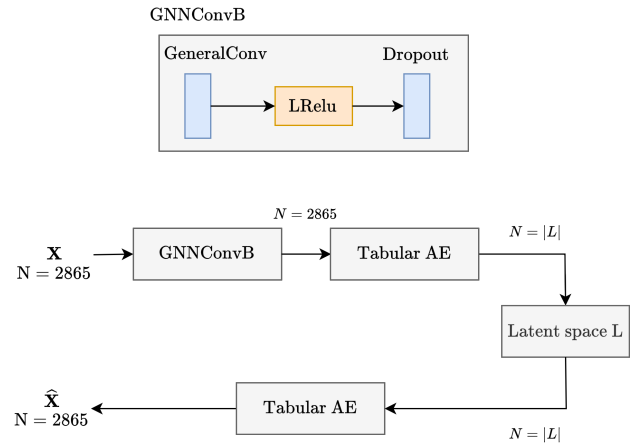 GNNConvB
GeneralConv
Dropout
LRelu
N = 2865
N = |L|
X
N = 2865
GNNConvB
Tabular AE
Latent space L
X̂
N = 2865
Tabular AE
N = |L|